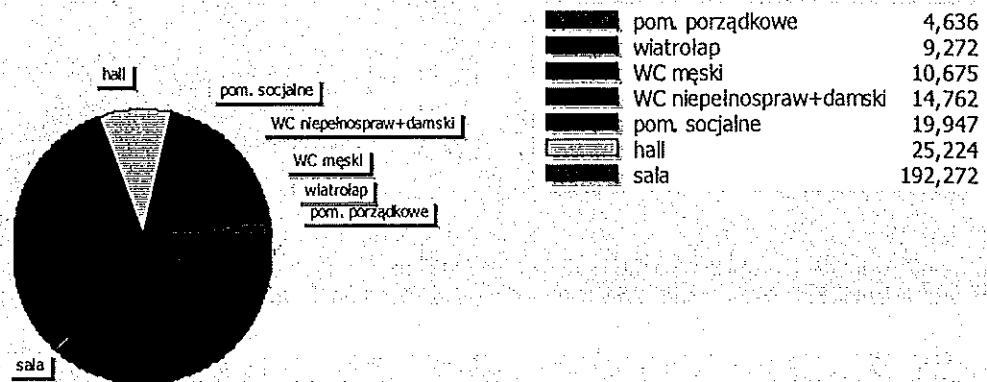 hall
pom. socjalne
WC niepełnospraw+damski
WC męski
wiatrołap
pom. porządkowe
sala
pom. porządkowe 4,636
wiatrołap 9,272
WC męski 10,675
WC niepełnospraw+damski 14,762
pom. socjalne 19,947
hall 25,224
sala 192,272